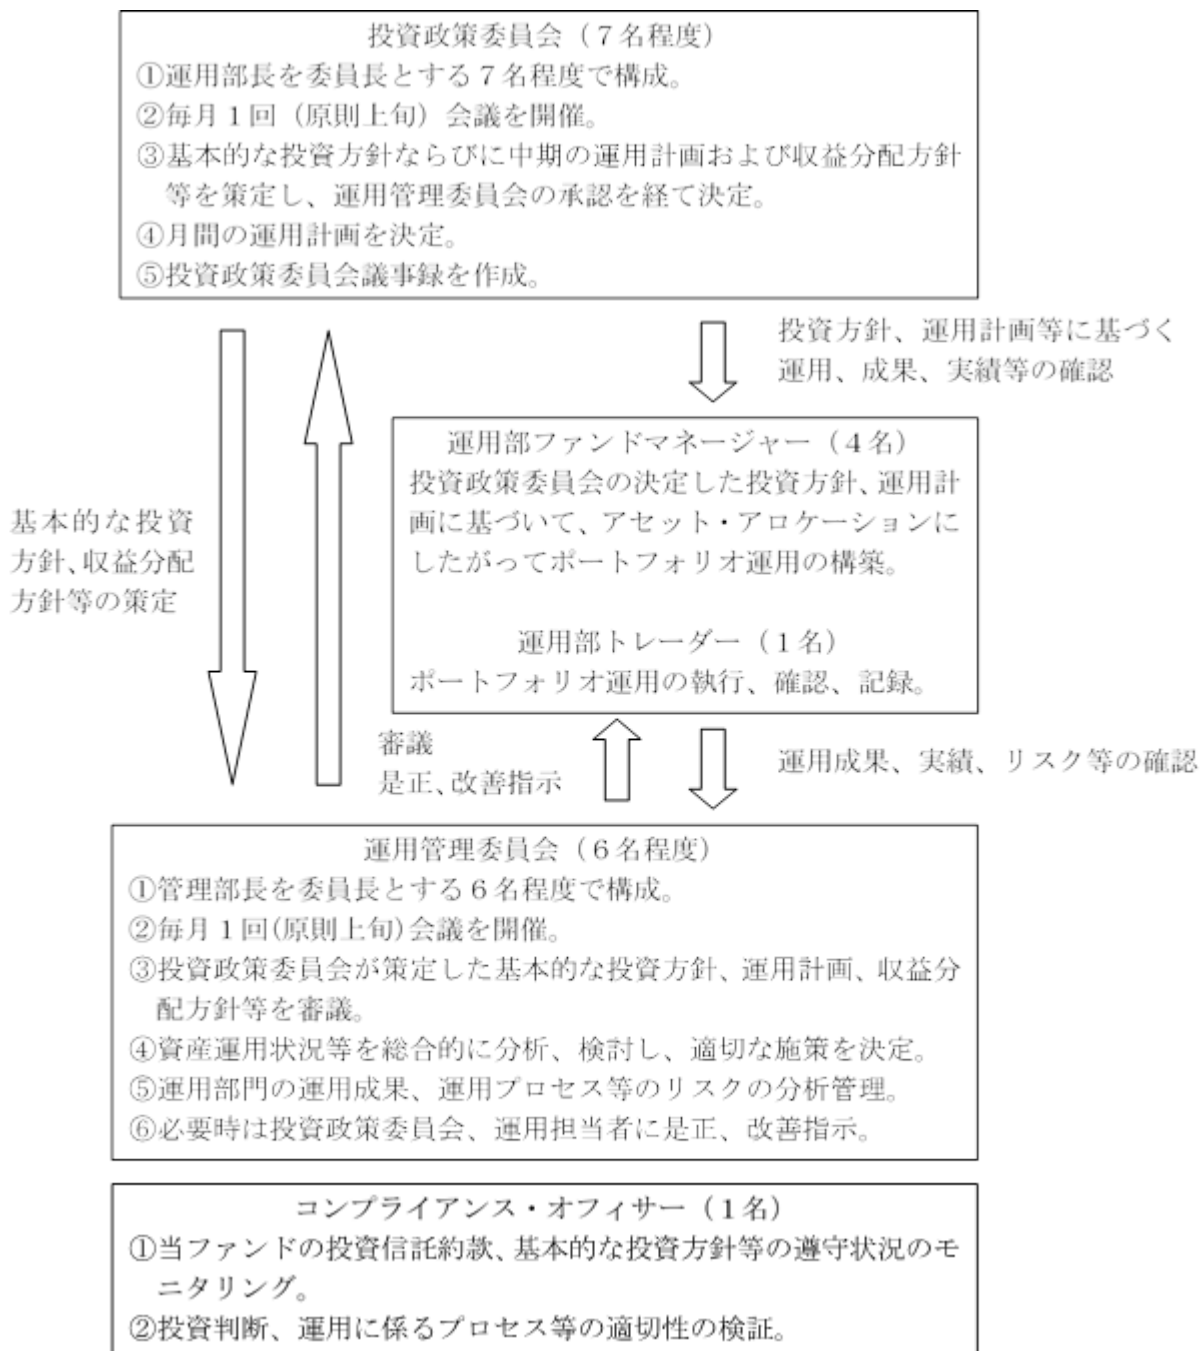 投資政策委員会（７名程度）
①運用部長を委員長とする７名程度で構成。
②毎月１回（原則上旬）会議を開催。
③基本的な投資方針ならびに中期の運用計画および収益分配方針
等を策定し、運用管理委員会の承認を経て決定。
④月間の運用計画を決定。
⑤投資政策委員会議事録を作成。
投資方針、運用計画等に基づく
運用、成果、実績等の確認
運用部ファンドマネージャー（４名）
投資政策委員会の決定した投資方針、運用計
画に基づいて、アセット・アロケーションに
したがってポートフォリオ運用の構築。
運用部トレーダー（１名）
ポートフォリオ運用の執行、確認、記録。
基本的な投資
方針、収益分配
方針等の策定
審議
是正、改善指示
運用成果、実績、リスク等の確認
運用管理委員会（６名程度）
①管理部長を委員長とする６名程度で構成。
②毎月１回(原則上旬)会議を開催。
③投資政策委員会が策定した基本的な投資方針、運用計画、収益分
配方針等を審議。
④資産運用状況等を総合的に分析、検討し、適切な施策を決定。
⑤運用部門の運用成果、運用プロセス等のリスクの分析管理。
⑥必要時は投資政策委員会、運用担当者に是正、改善指示。
コンプライアンス・オフィサー（１名）
①当ファンドの投資信託約款、基本的な投資方針等の遵守状況のモ
ニタリング。
②投資判断、運用に係るプロセス等の適切性の検証。